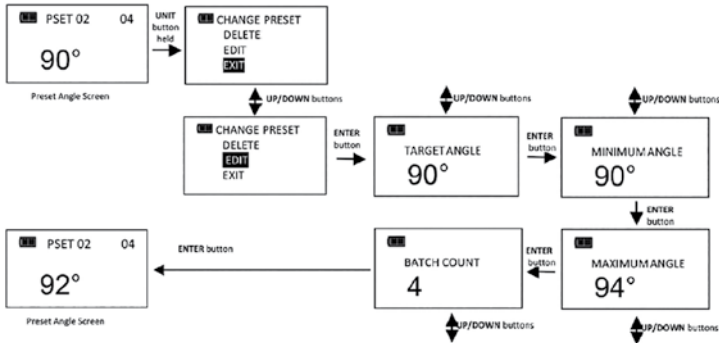 PSET 02 04
90°
Preset Angle Screen
UNIT
button
held
CHANGE PRESET
DELETE
EDIT
EXIT
UP/DOWN buttons
CHANGE PRESET
DELETE
EDIT
EXIT
ENTER
button
UP/DOWN buttons
TARGET ANGLE
90°
ENTER
button
UP/DOWN buttons
MINIMUM ANGLE
90°
ENTER
button
MAXIMUM ANGLE
94°
UP/DOWN buttons
ENTER
button
BATCH COUNT
4
UP/DOWN buttons
ENTER button
PSET 02 04
92°
Preset Angle Screen